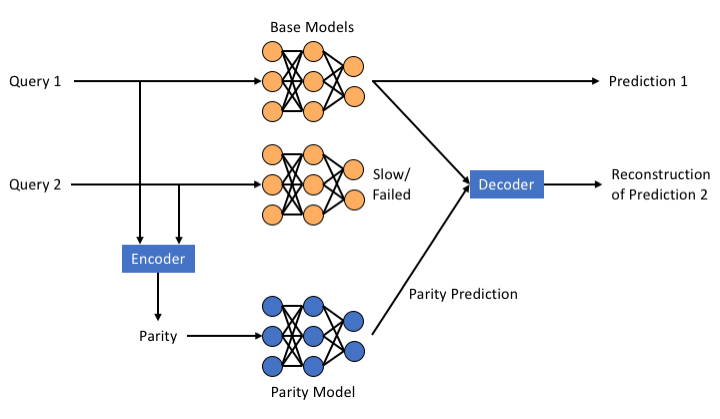 Base Models
Query 1
Prediction 1
Query 2
Slow/
Failed
Decoder
Reconstruction
of Prediction 2
Encoder
Parity Prediction
Parity
Parity Model